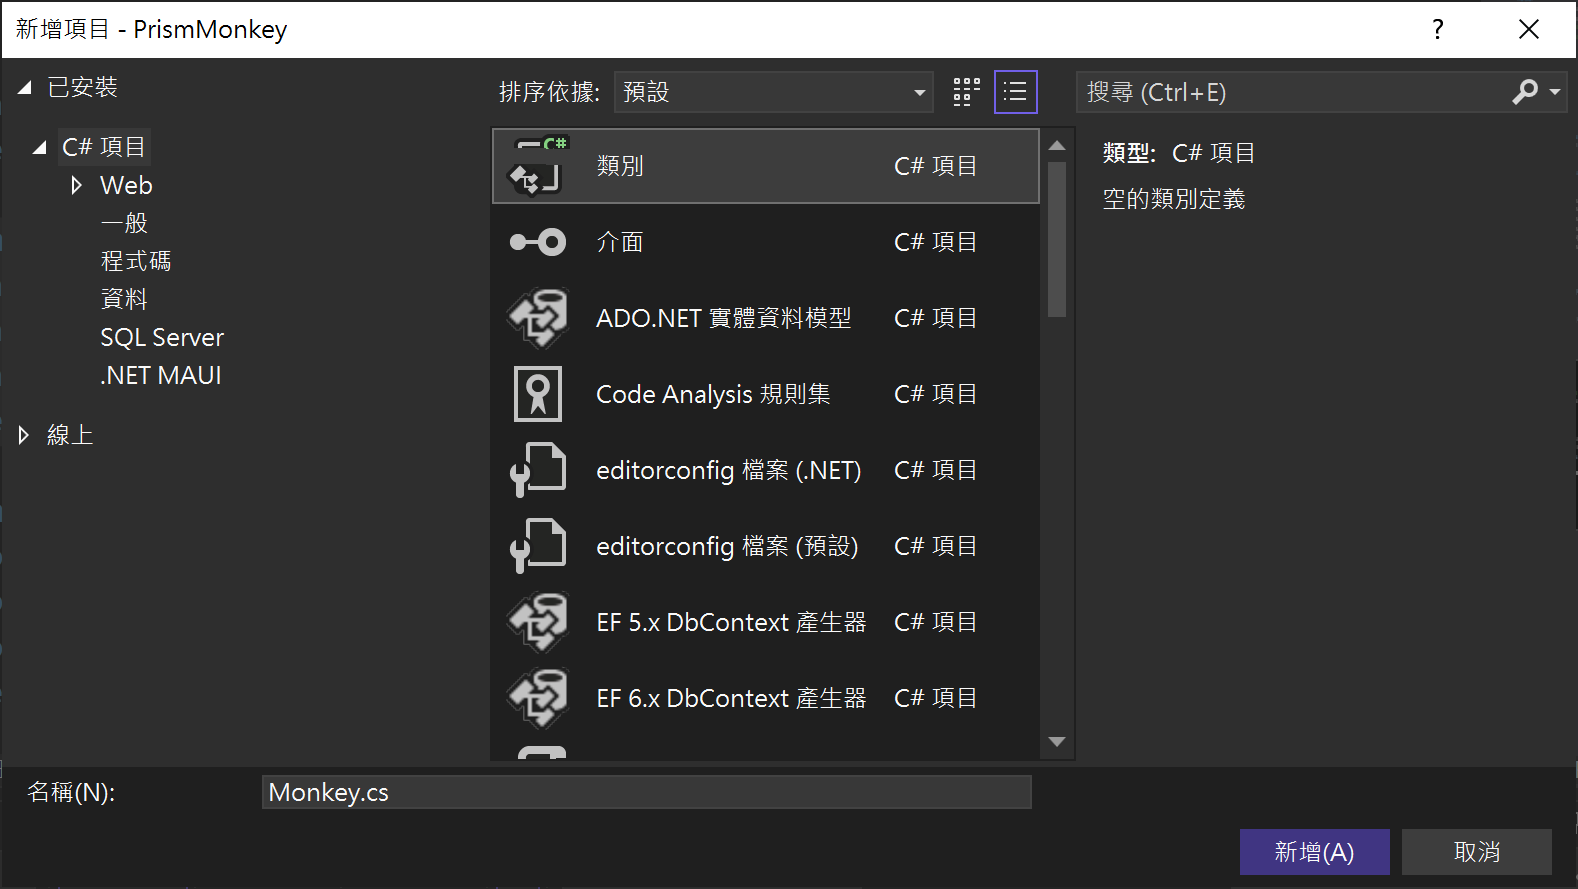 新增項目 - PrismMonkey
?
已安裝
C# 項目
Web
一般
程式碼
資料
SQL Server
.NET MAUI
線上
排序依據: 預設
搜尋 (Ctrl+E)
C#
類別 C# 項目
介面 C# 項目
ADO.NET 實體資料模型 C# 項目
Code Analysis 規則集 C# 項目
editorconfig 檔案 (.NET) C# 項目
editorconfig 檔案 (預設) C# 項目
EF 5.x DbContext 產生器 C# 項目
EF 6.x DbContext 產生器 C# 項目
類型: C# 項目
空的類別定義
名稱(N): Monkey.cs
新增(A) 取消